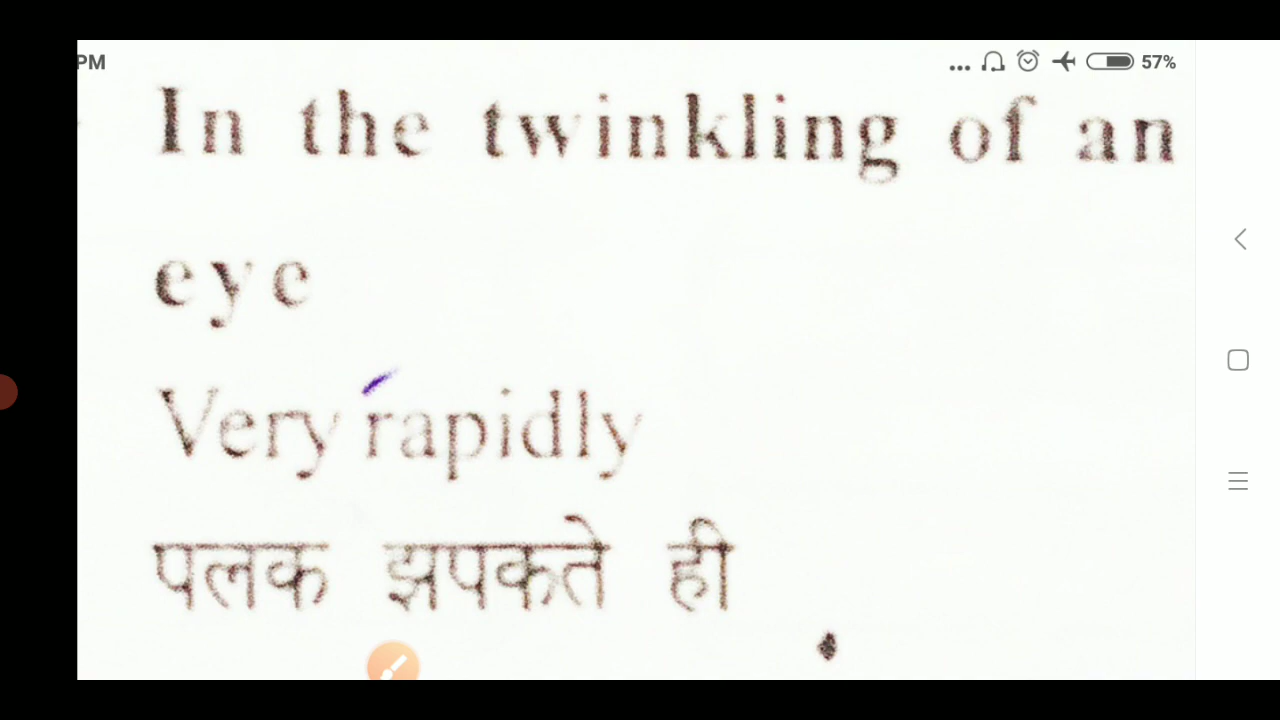 PM 57%
In the twinkling of an
eye
Very rapidly
पलक झपकते ही